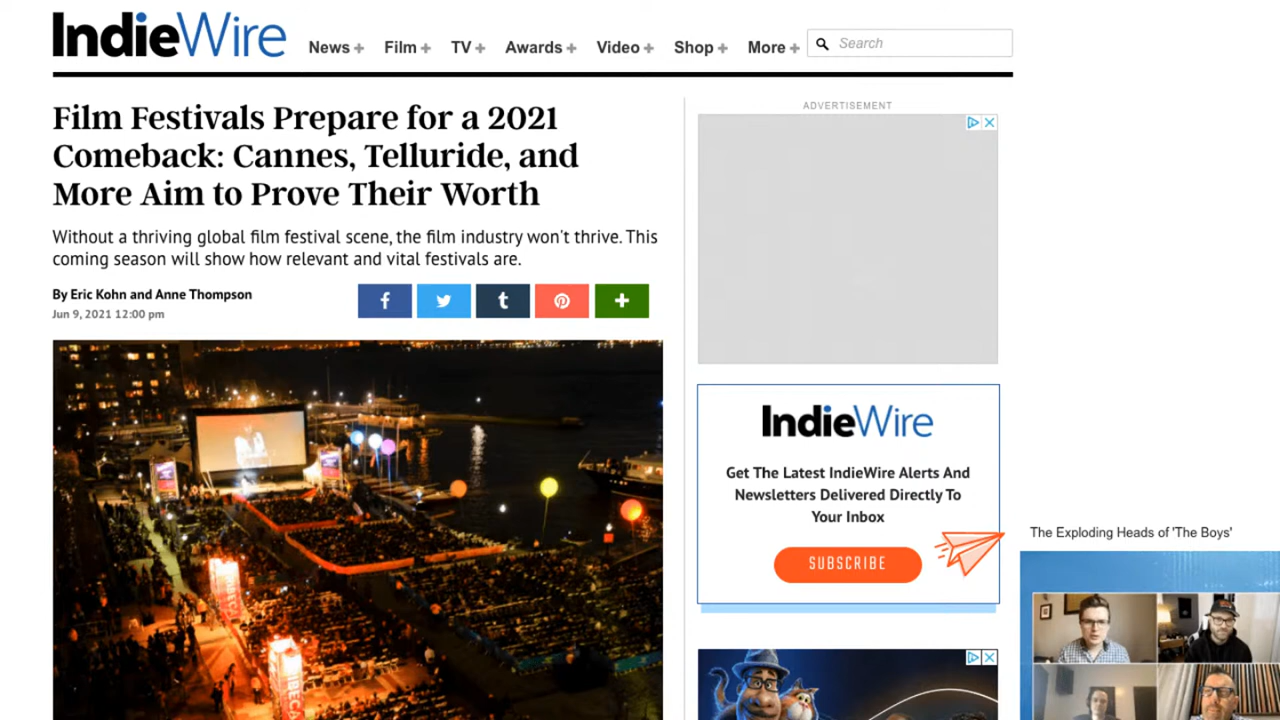 IndieWire
News + Film + TV + Awards + Video + Shop + More +
Search
Film Festivals Prepare for a 2021
Comeback: Cannes, Telluride, and
More Aim to Prove Their Worth
Without a thriving global film festival scene, the film industry won't thrive. This
coming season will show how relevant and vital festivals are.
By Eric Kohn and Anne Thompson
Jun 9, 2021 12:00 pm
ADVERTISEMENT
IndieWire
Get The Latest IndieWire Alerts And
Newsletters Delivered Directly To
Your Inbox
SUBSCRIBE
The Exploding Heads of 'The Boys'
TRIBECA
TRIBECA